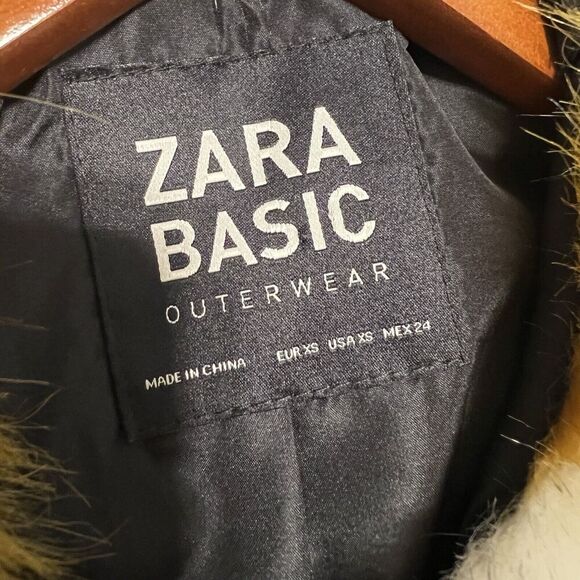 ZARA
BASIC
OUTERWEAR
MADE IN CHINA EUR XS USA XS MEX 24